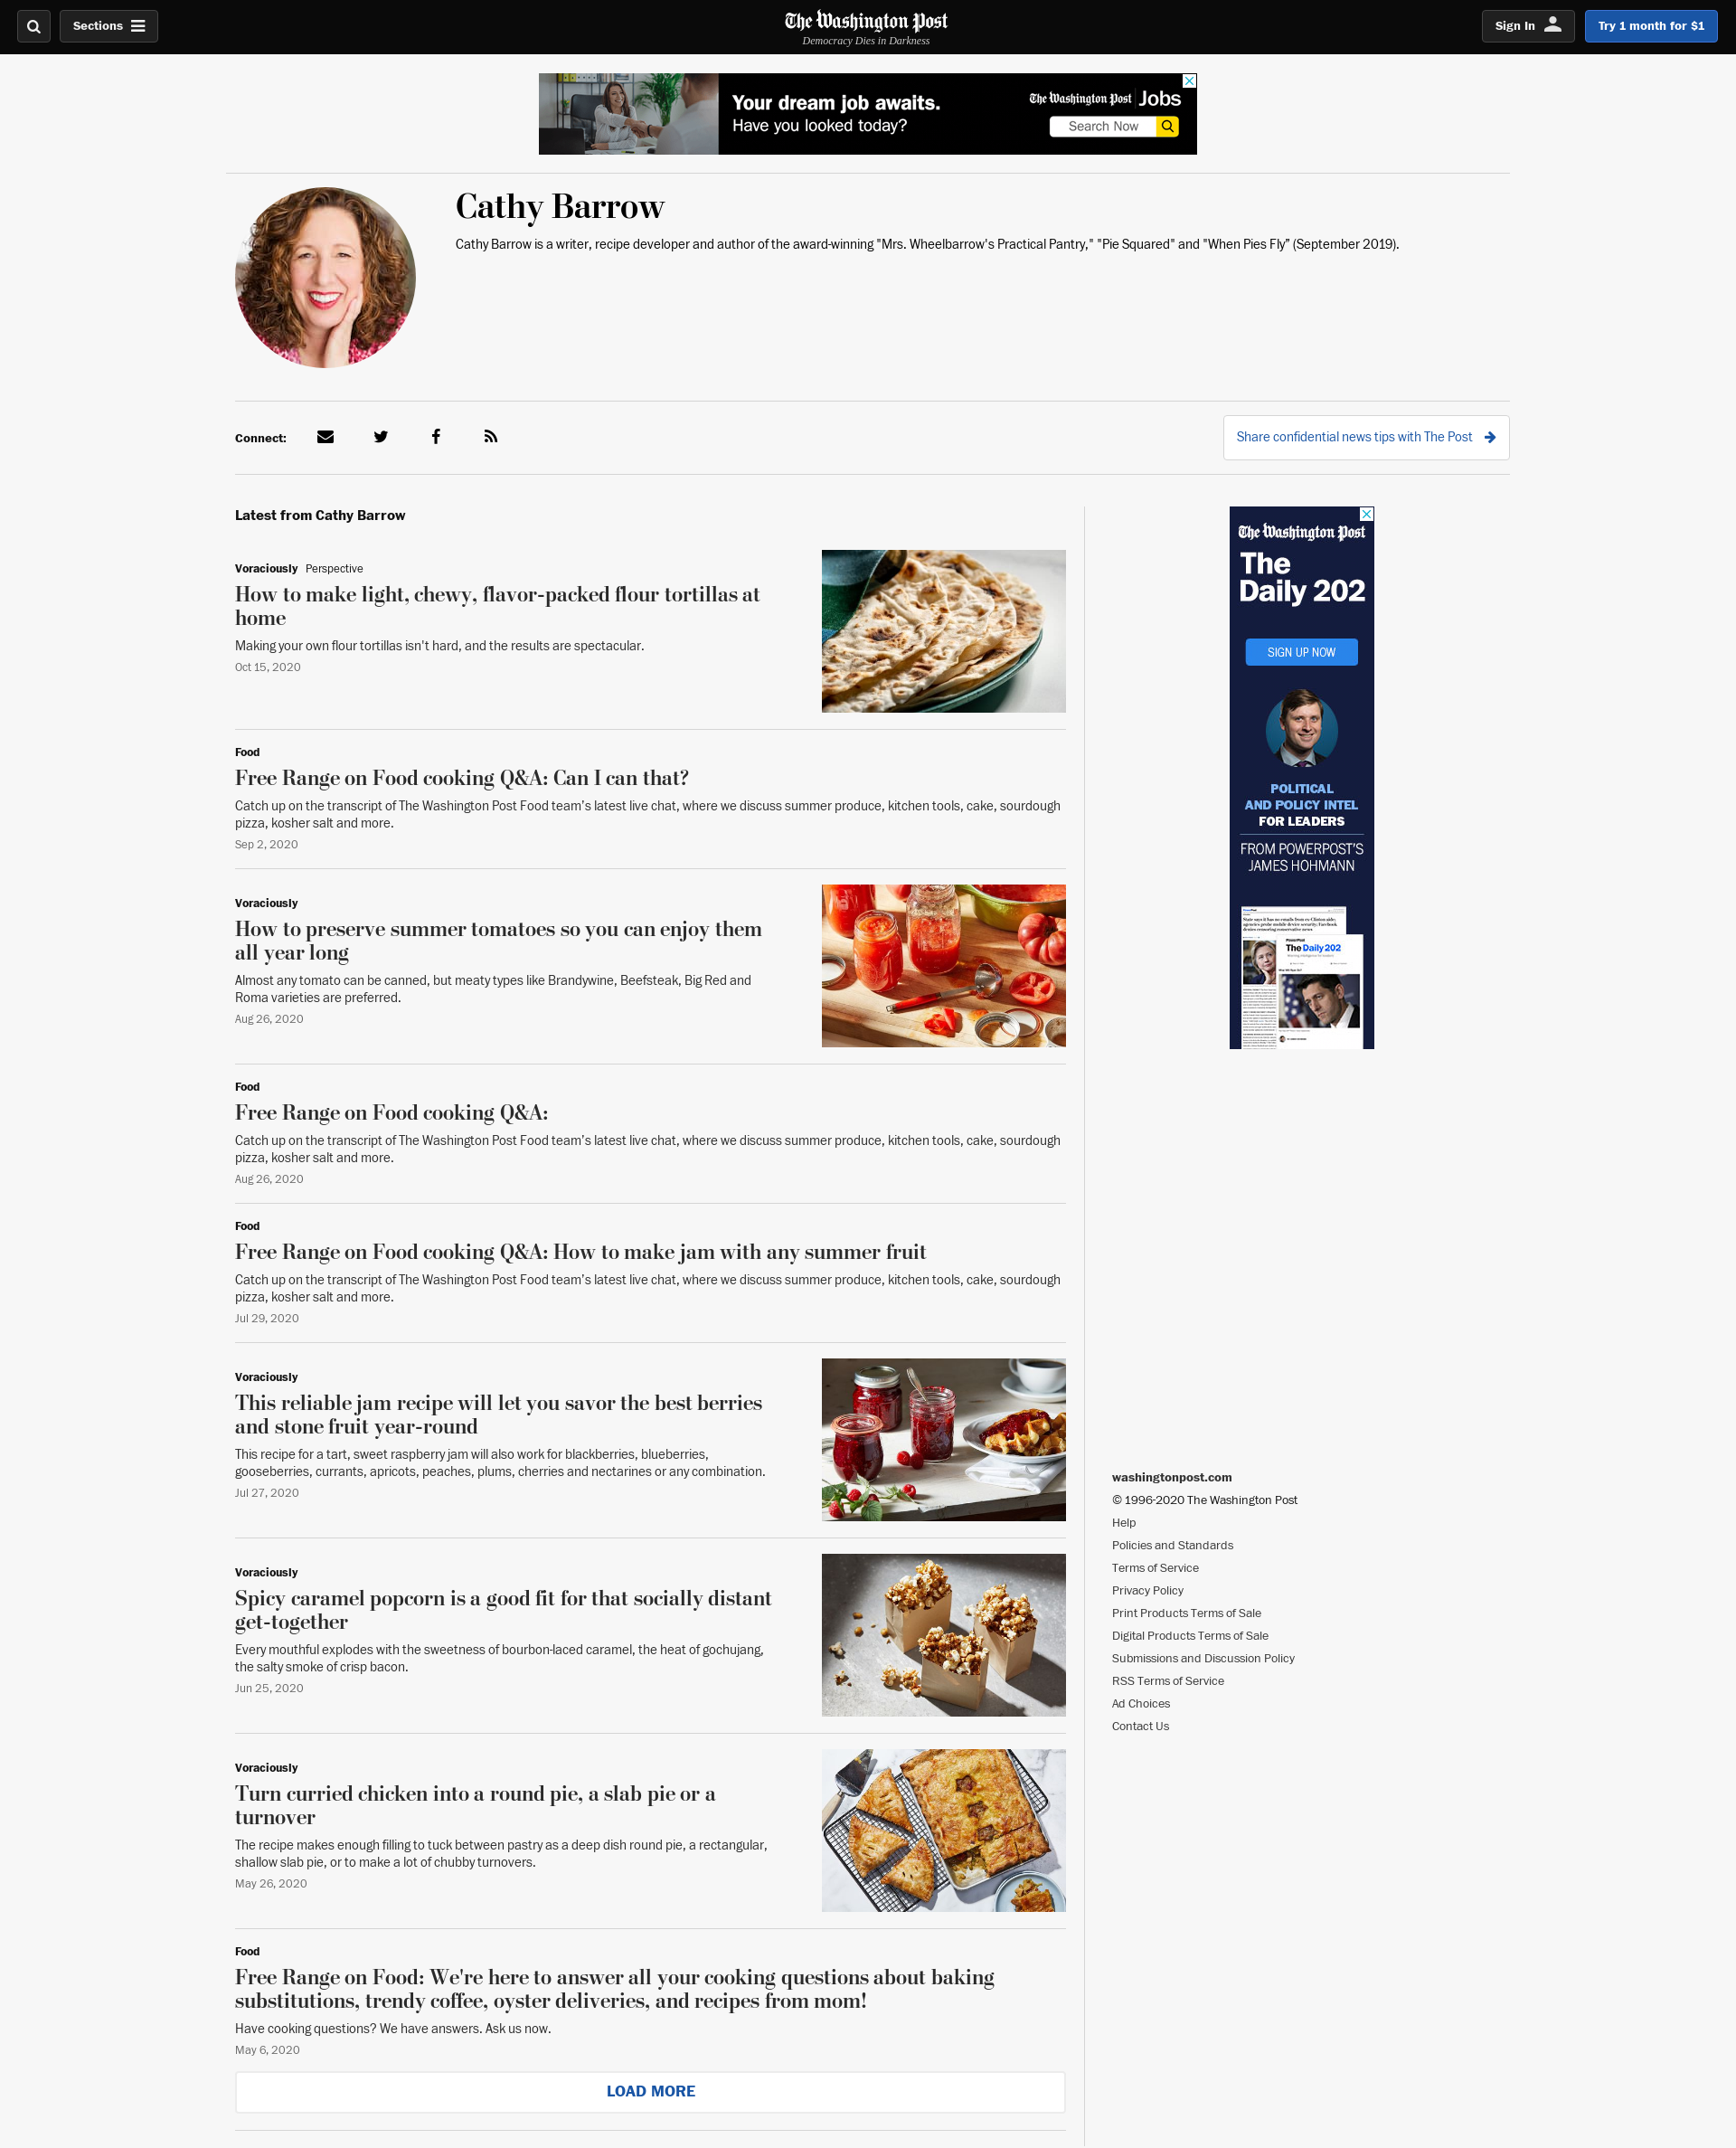 Sections
The Washington Post
Democracy Dies in Darkness
Sign In
Try 1 month for $1
Your dream job awaits.
Have you looked today?
The Washington Post Jobs
Search Now
Cathy Barrow
Cathy Barrow is a writer, recipe developer and author of the award-winning "Mrs. Wheelbarrow's Practical Pantry," "Pie Squared" and "When Pies Fly" (September 2019).
Connect:
Share confidential news tips with The Post
Latest from Cathy Barrow
Voraciously Perspective
How to make light, chewy, flavor-packed flour tortillas at
home
Making your own flour tortillas isn't hard, and the results are spectacular.
Oct 15, 2020
Food
Free Range on Food cooking Q&A: Can I can that?
Catch up on the transcript of The Washington Post Food team's latest live chat, where we discuss summer produce, kitchen tools, cake, sourdough
pizza, kosher salt and more.
Sep 2, 2020
Voraciously
How to preserve summer tomatoes so you can enjoy them
all year long
Almost any tomato can be canned, but meaty types like Brandywine, Beefsteak, Big Red and
Roma varieties are preferred.
Aug 26, 2020
Food
Free Range on Food cooking Q&A:
Catch up on the transcript of The Washington Post Food team's latest live chat, where we discuss summer produce, kitchen tools, cake, sourdough
pizza, kosher salt and more.
Aug 26, 2020
Food
Free Range on Food cooking Q&A: How to make jam with any summer fruit
Catch up on the transcript of The Washington Post Food team's latest live chat, where we discuss summer produce, kitchen tools, cake, sourdough
pizza, kosher salt and more.
Jul 29, 2020
Voraciously
This reliable jam recipe will let you savor the best berries
and stone fruit year-round
This recipe for a tart, sweet raspberry jam will also work for blackberries, blueberries,
gooseberries, currants, apricots, peaches, plums, cherries and nectarines or any combination.
Jul 27, 2020
Voraciously
Spicy caramel popcorn is a good fit for that socially distant
get-together
Every mouthful explodes with the sweetness of bourbon-laced caramel, the heat of gochujang,
the salty smoke of crisp bacon.
Jun 25, 2020
Voraciously
Turn curried chicken into a round pie, a slab pie or a
turnover
The recipe makes enough filling to tuck between pastry as a deep dish round pie, a rectangular,
shallow slab pie, or to make a lot of chubby turnovers.
May 26, 2020
Food
Free Range on Food: We're here to answer all your cooking questions about baking
substitutions, trendy coffee, oyster deliveries, and recipes from mom!
Have cooking questions? We have answers. Ask us now.
May 6, 2020
LOAD MORE
The Washington Post
The
Daily 202
SIGN UP NOW
POLITICAL
AND POLICY INTEL
FOR LEADERS
FROM POWERPOST'S
JAMES HOHMANN
The Daily 202
washingtonpost.com
© 1996-2020 The Washington Post
Help
Policies and Standards
Terms of Service
Privacy Policy
Print Products Terms of Sale
Digital Products Terms of Sale
Submissions and Discussion Policy
RSS Terms of Service
Ad Choices
Contact Us